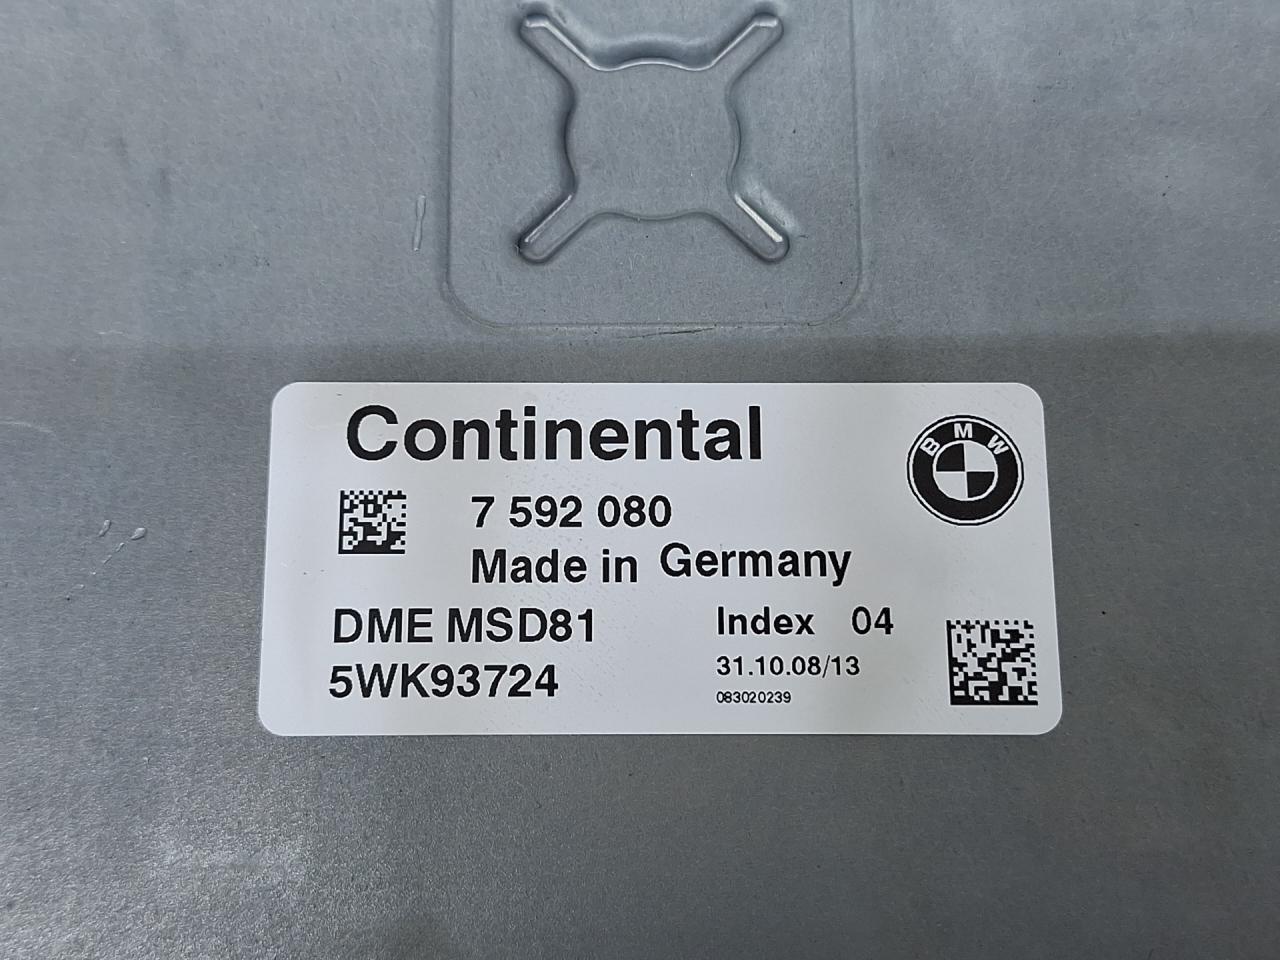 Continental
BMW
7 592 080
Made in Germany
DME MSD81 Index 04
5WK93724 31.10.08/13
083020239